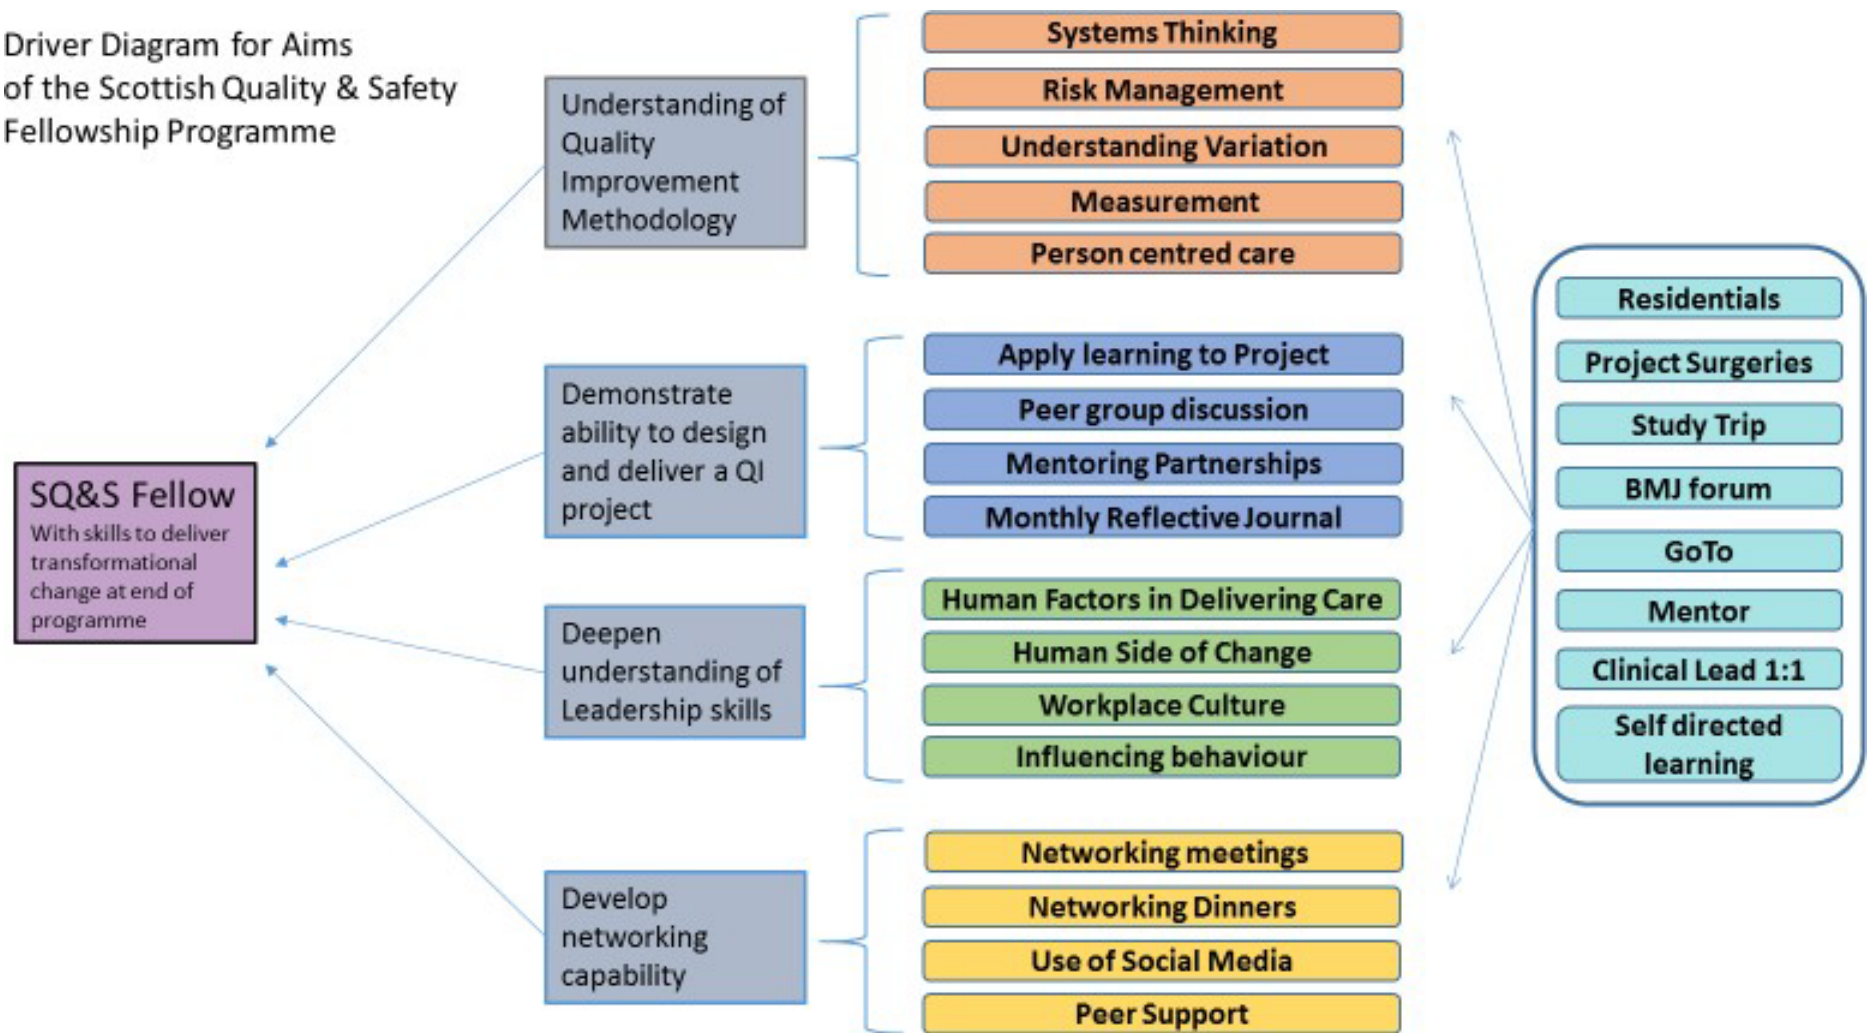 Driver Diagram for Aims
of the Scottish Quality & Safety
Fellowship Programme
SQ&S Fellow
With skills to deliver
transformational
change at end of
programme
Understanding of
Quality
Improvement
Methodology
Systems Thinking
Risk Management
Understanding Variation
Measurement
Person centred care
Demonstrate
ability to design
and deliver a QI
project
Apply learning to Project
Peer group discussion
Mentoring Partnerships
Monthly Reflective Journal
Deepen
understanding of
Leadership skills
Human Factors in Delivering Care
Human Side of Change
Workplace Culture
Influencing behaviour
Develop
networking
capability
Networking meetings
Networking Dinners
Use of Social Media
Peer Support
Residentials
Project Surgeries
Study Trip
BMJ forum
GoTo
Mentor
Clinical Lead 1:1
Self directed
learning